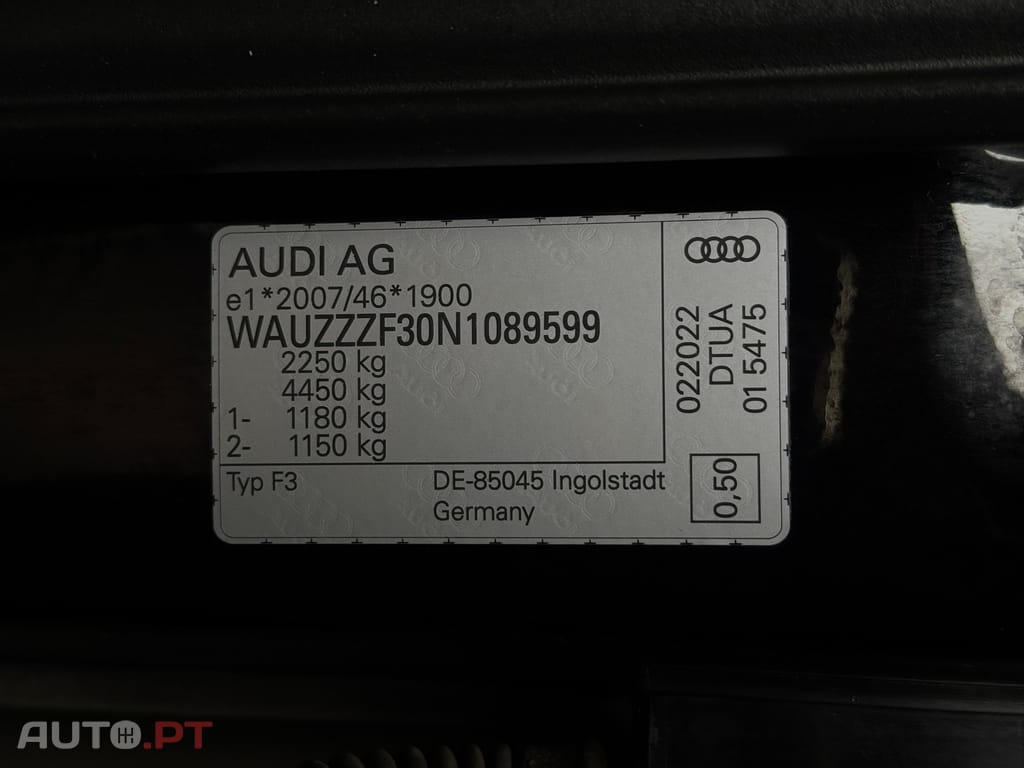 AUDI AG
e1*2007/46*1900
WAUZZZF30N1089599
2250 kg
4450 kg
1- 1180 kg
2- 1150 kg
Typ F3
DE-85045 Ingolstadt
Germany
022022
DTUA
01 5475
0,50
AUTO.PT